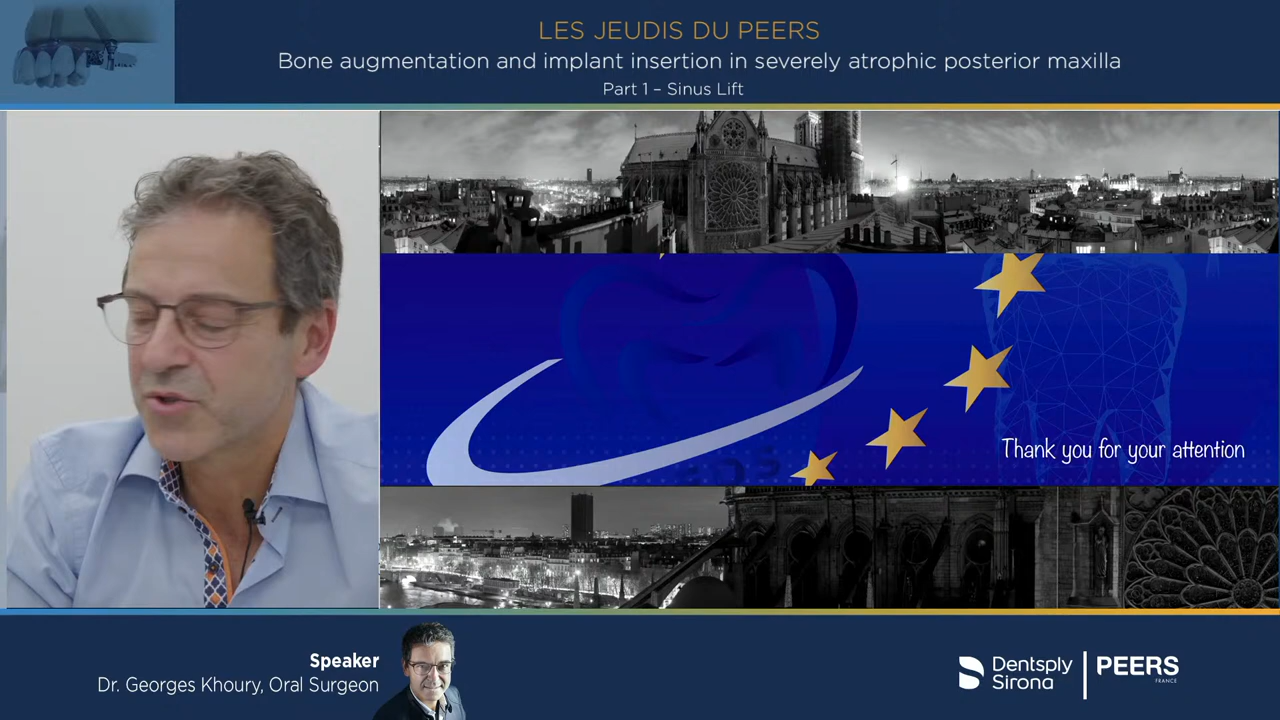 LES JEUDIS DU PEERS
Bone augmentation and implant insertion in severely atrophic posterior maxilla
Part 1 – Sinus Lift
Thank you for your attention
Speaker
Dr. Georges Khoury, Oral Surgeon
Dentsply
Sirona
PEERS
FRANCE